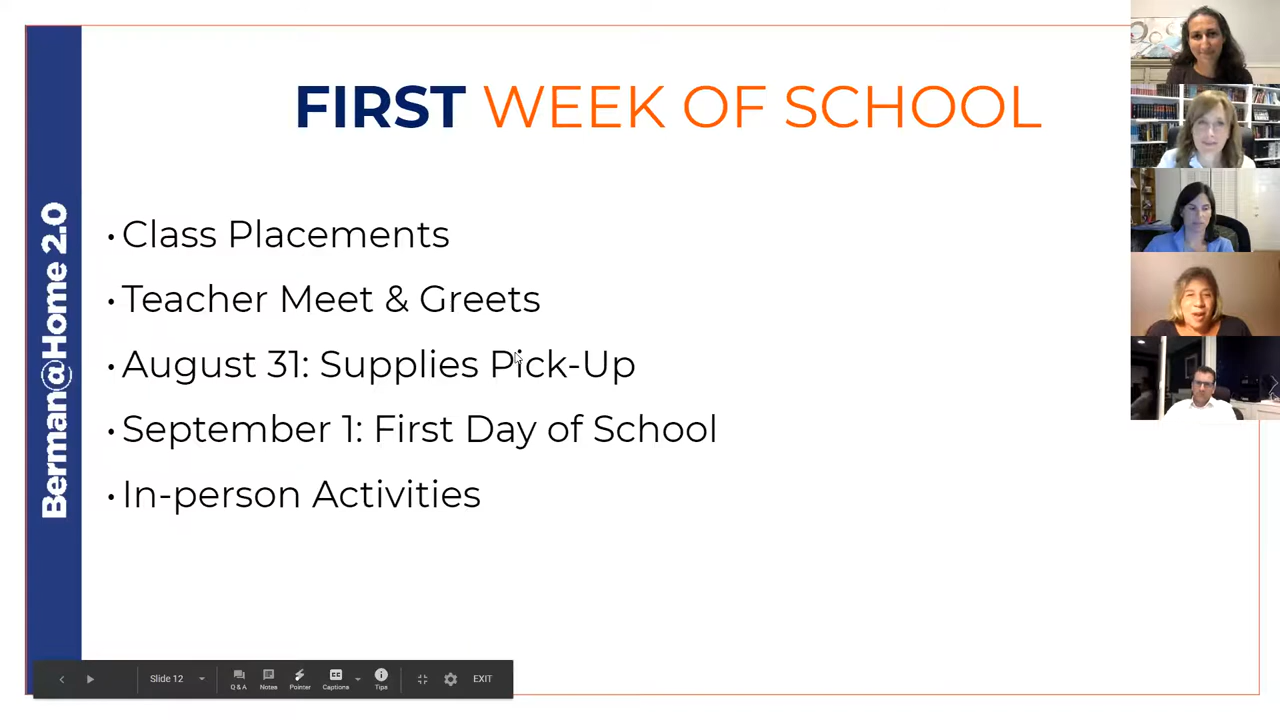 FIRST WEEK OF SCHOOL
Berman@Home 2.0
• Class Placements
• Teacher Meet & Greets
• August 31: Supplies Pick-Up
• September 1: First Day of School
• In-person Activities
Slide 12
Q&A
Notes
Pointer
Captions
Tips
EXIT